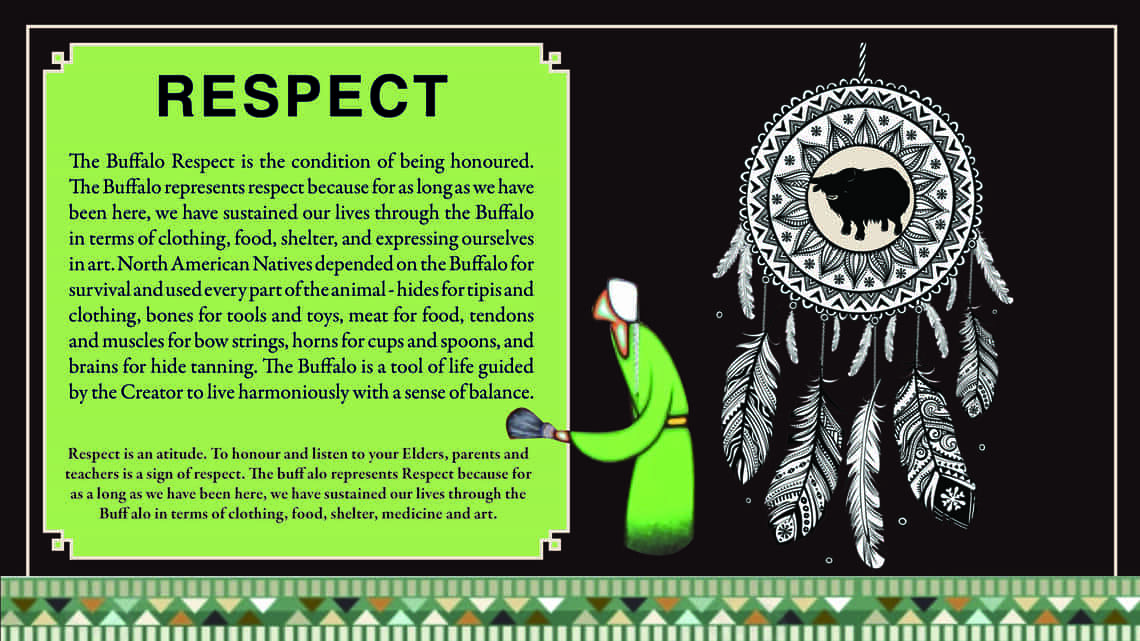 RESPECT
The Buffalo Respect is the condition of being honoured.
The Buffalo represents respect because for as long as we have
been here, we have sustained our lives through the Buffalo
in terms of clothing, food, shelter, and expressing ourselves
in art. North American Natives depended on the Buffalo for
survival and used every part of the animal - hides for tipis and
clothing, bones for tools and toys, meat for food, tendons
and muscles for bow strings, horns for cups and spoons, and
brains for hide tanning. The Buffalo is a tool of life guided
by the Creator to live harmoniously with a sense of balance.
Respect is an atitude. To honour and listen to your Elders, parents and
teachers is a sign of respect. The buff alo represents Respect because for
as a long as we have been here, we have sustained our lives through the
Buff alo in terms of clothing, food, shelter, medicine and art.